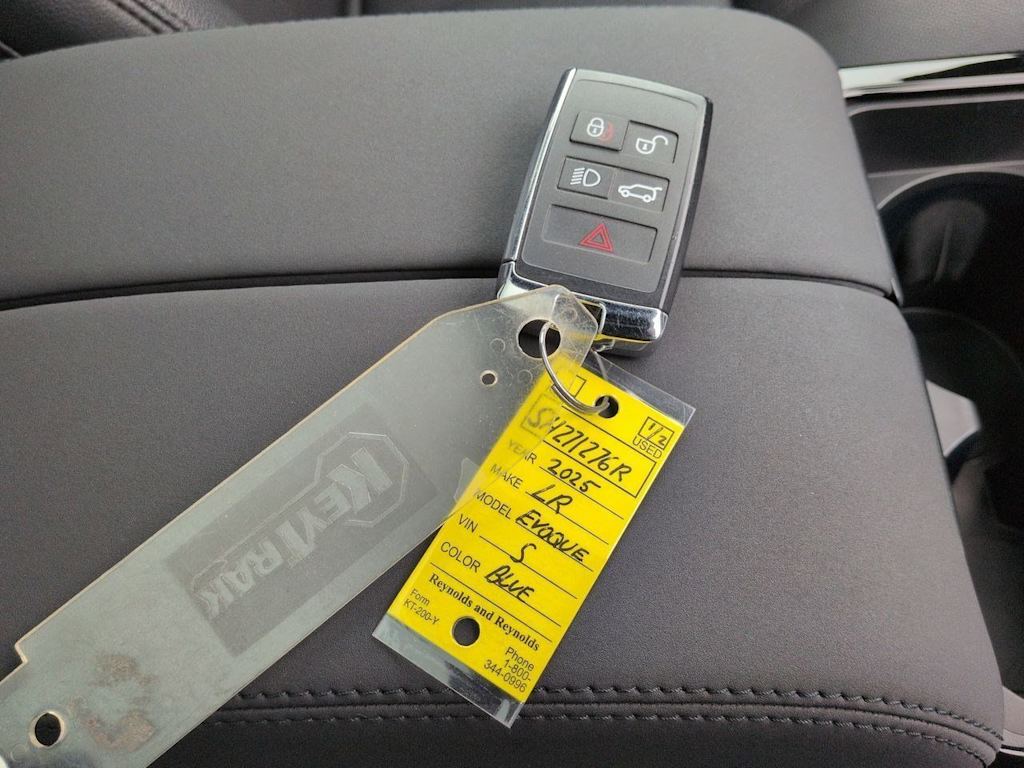 1/2
USED
SH271276R
YEAR 2025
MAKE LR
MODEL EVOQUE
VIN S
COLOR BLUE
Reynolds and Reynolds
Form
KT-200-Y
Phone
1-800-
344-0996
KEYTRAK